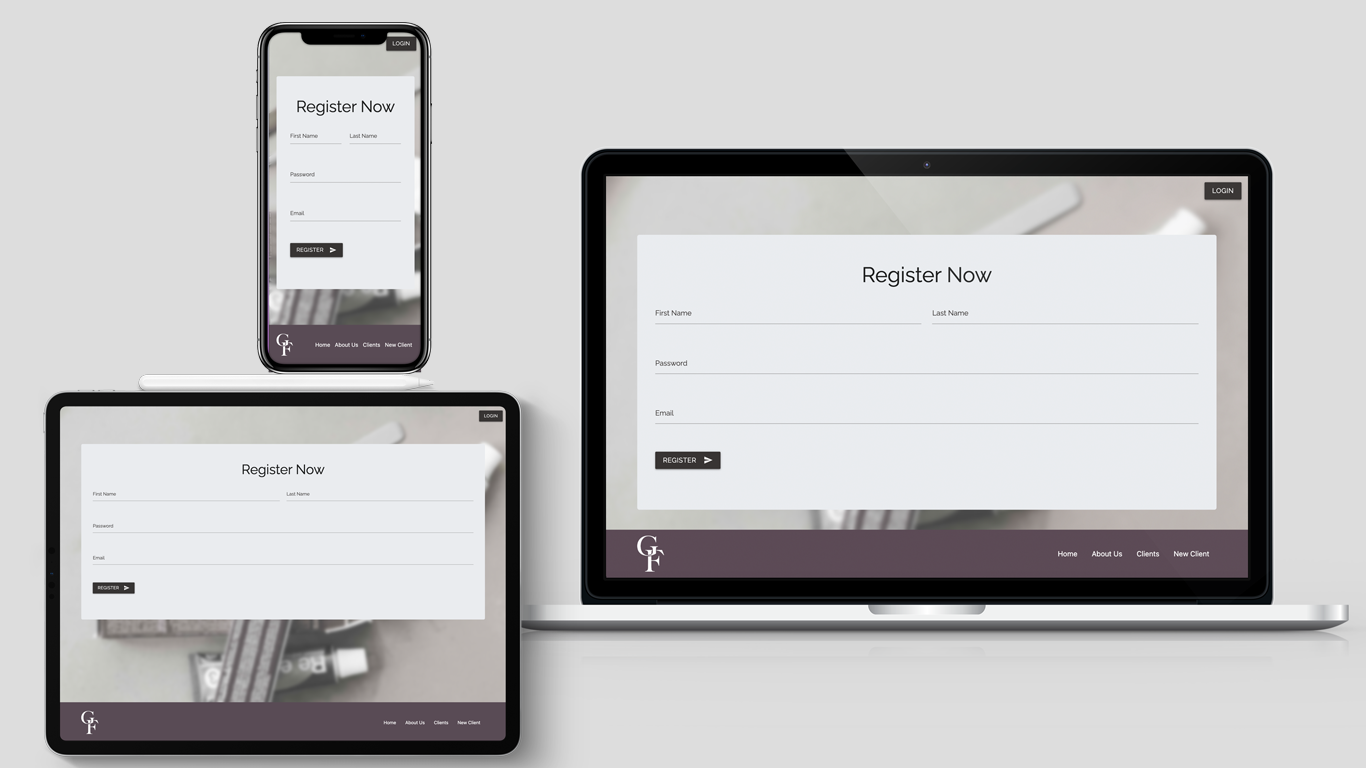 LOGIN
Register Now
First Name Last Name
Password
Email
REGISTER
GF
Home About Us Clients New Client
LOGIN
Register Now
First Name Last Name
Password
Email
REGISTER
GF
Home About Us Clients New Client
LOGIN
Register Now
First Name Last Name
Password
Email
REGISTER
GF
Home About Us Clients New Client